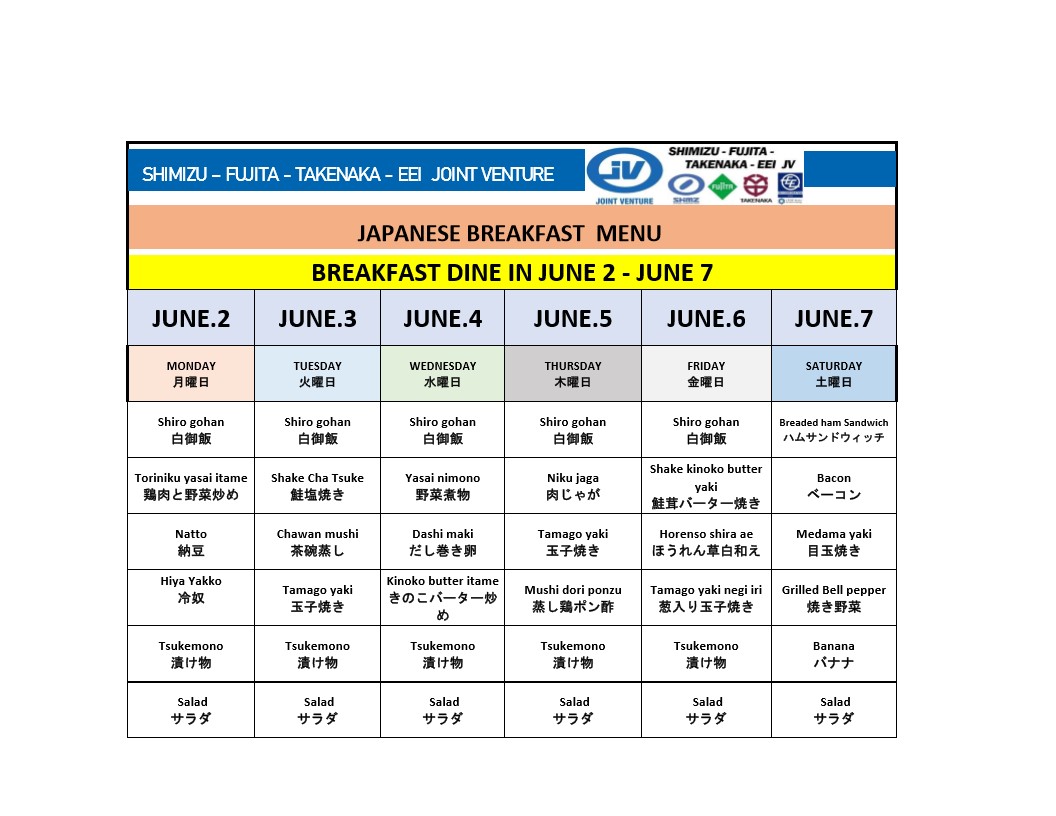 SHIMIZU – FUJITA - TAKENAKA - EEI JOINT VENTURE
JV
JOINT VENTURE
SHIMIZU - FUJITA -
TAKENAKA - EEI JV
FUJITA
TAKENAKA
JAPANESE BREAKFAST MENU
BREAKFAST DINE IN JUNE 2 - JUNE 7
JUNE.2 JUNE.3 JUNE.4 JUNE.5 JUNE.6 JUNE.7
MONDAY TUESDAY WEDNESDAY THURSDAY FRIDAY SATURDAY
月曜日 火曜日 水曜日 木曜日 金曜日 土曜日
Shiro gohan Shiro gohan Shiro gohan Shiro gohan Shiro gohan Breaded ham Sandwich
白御飯 白御飯 白御飯 白御飯 白御飯 ハムサンドウィッチ
Toriniku yasai itame Shake Cha Tsuke Yasai nimono Niku jaga Shake kinoko butter Bacon
yaki
鶏肉と野菜炒め 鮭塩焼き 野菜煮物 肉じゃが 鮭茸バーター焼き ベーコン
Natto Chawan mushi Dashi maki Tamago yaki Horenso shira ae Medama yaki
納豆 茶碗蒸し だし巻き卵 玉子焼き ほうれん草白和え 目玉焼き
Hiya Yakko Tamago yaki Kinoko butter itame Mushi dori ponzu Tamago yaki negi iri Grilled Bell pepper
冷奴 玉子焼き きのこバーター炒 蒸し鶏ポン酢 葱入り玉子焼き 焼き野菜
め
Tsukemono Tsukemono Tsukemono Tsukemono Tsukemono Banana
漬け物 漬け物 漬け物 漬け物 漬け物 バナナ
Salad Salad Salad Salad Salad Salad
サラダ サラダ サラダ サラダ サラダ サラダ